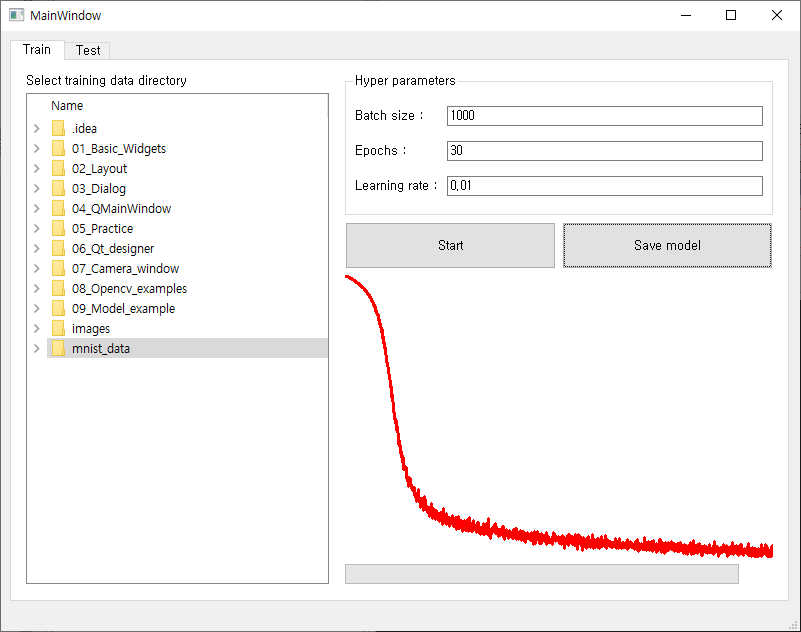 MainWindow
Train Test
Select training data directory
Name
.idea
01_Basic_Widgets
02_Layout
03_Dialog
04_QMainWindow
05_Practice
06_Qt_designer
07_Camera_window
08_Opencv_examples
09_Model_example
images
mnist_data
Hyper parameters
Batch size : 1000
Epochs : 30
Learning rate : 0.01
Start Save model